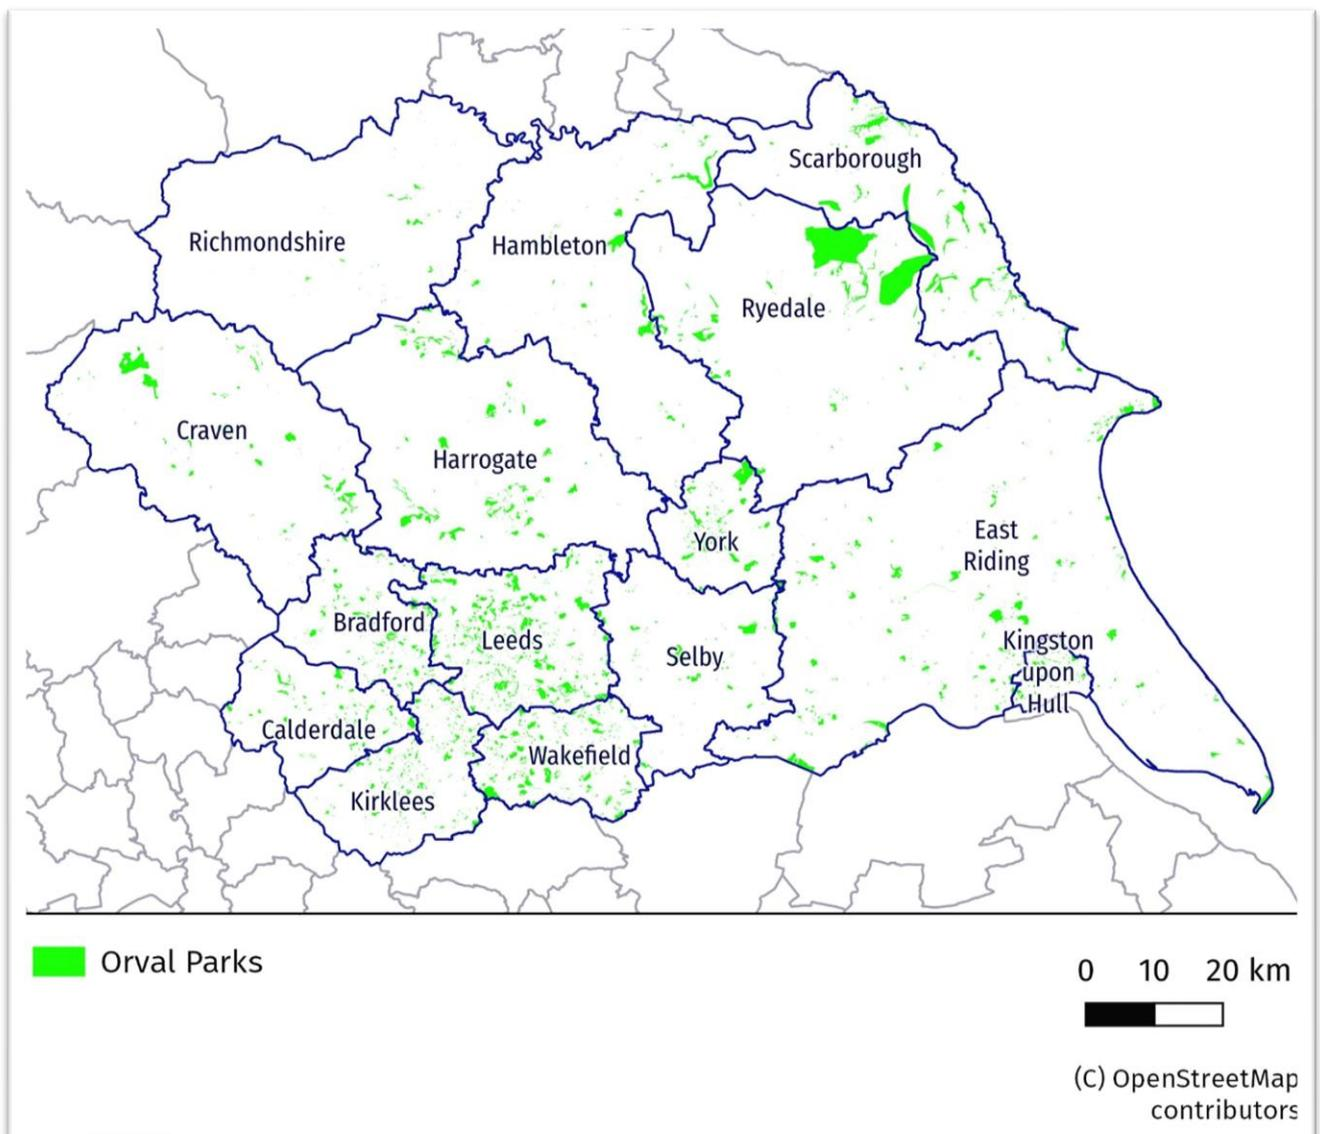 Scarborough
Richmondshire
Hambleton
Ryedale
Craven
Harrogate
York
East
Riding
Bradford
Leeds
Selby
Kingston
upon
Hull
Calderdale
Wakefield
Kirklees
Orval Parks
0 10 20 km
(C) OpenStreetMap
contributors